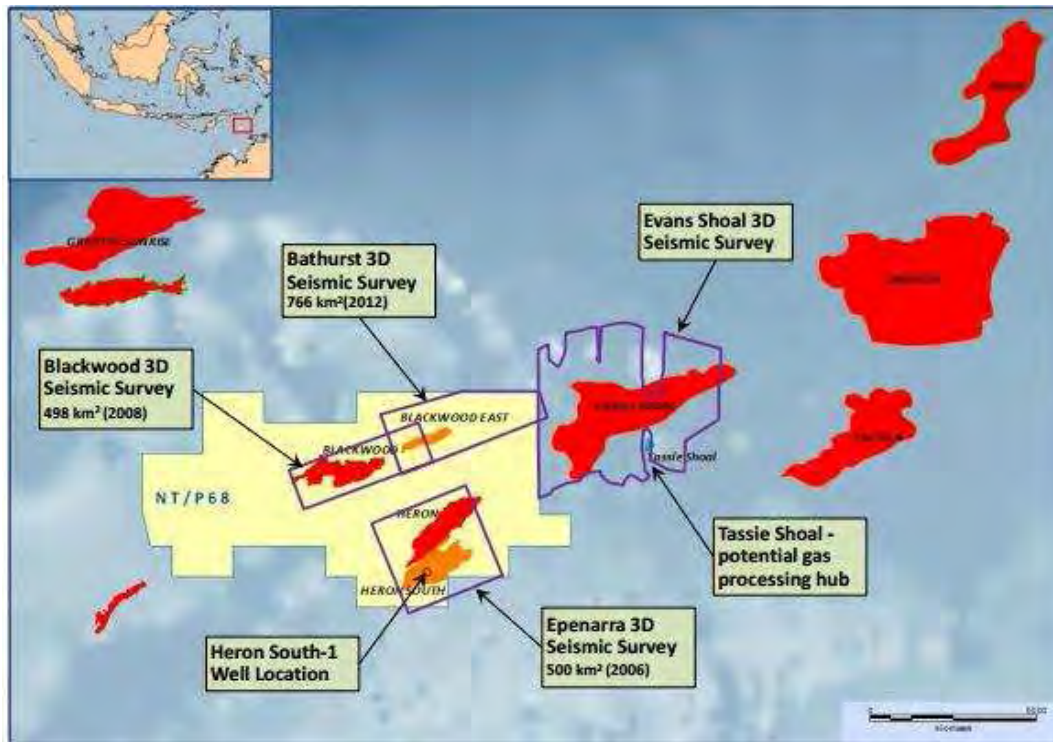 Evans Shoal 3D
Seismic Survey
Bathurst 3D
Seismic Survey
766 km² (2012)
Blackwood 3D
Seismic Survey
498 km² (2008)
BLACKWOOD EAST
BLACKWOOD
NT/P68
HERON
HERON SOUTH
Tassie Shoal
Tassie Shoal -
potential gas
processing hub
Heron South-1
Well Location
Epenarra 3D
Seismic Survey
500 km² (2006)